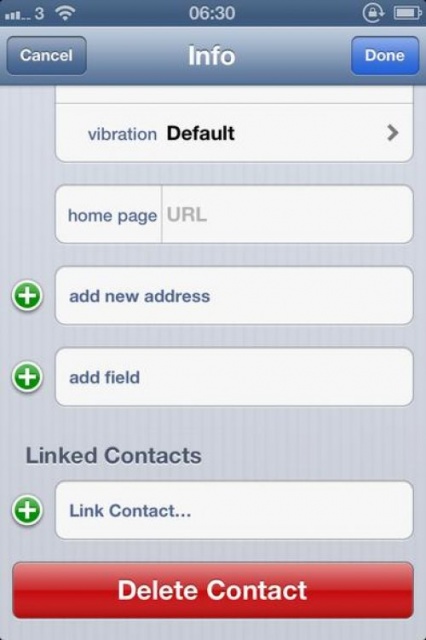 3 06:30
Cancel Info Done
vibration Default
home page URL
add new address
add field
Linked Contacts
Link Contact...
Delete Contact